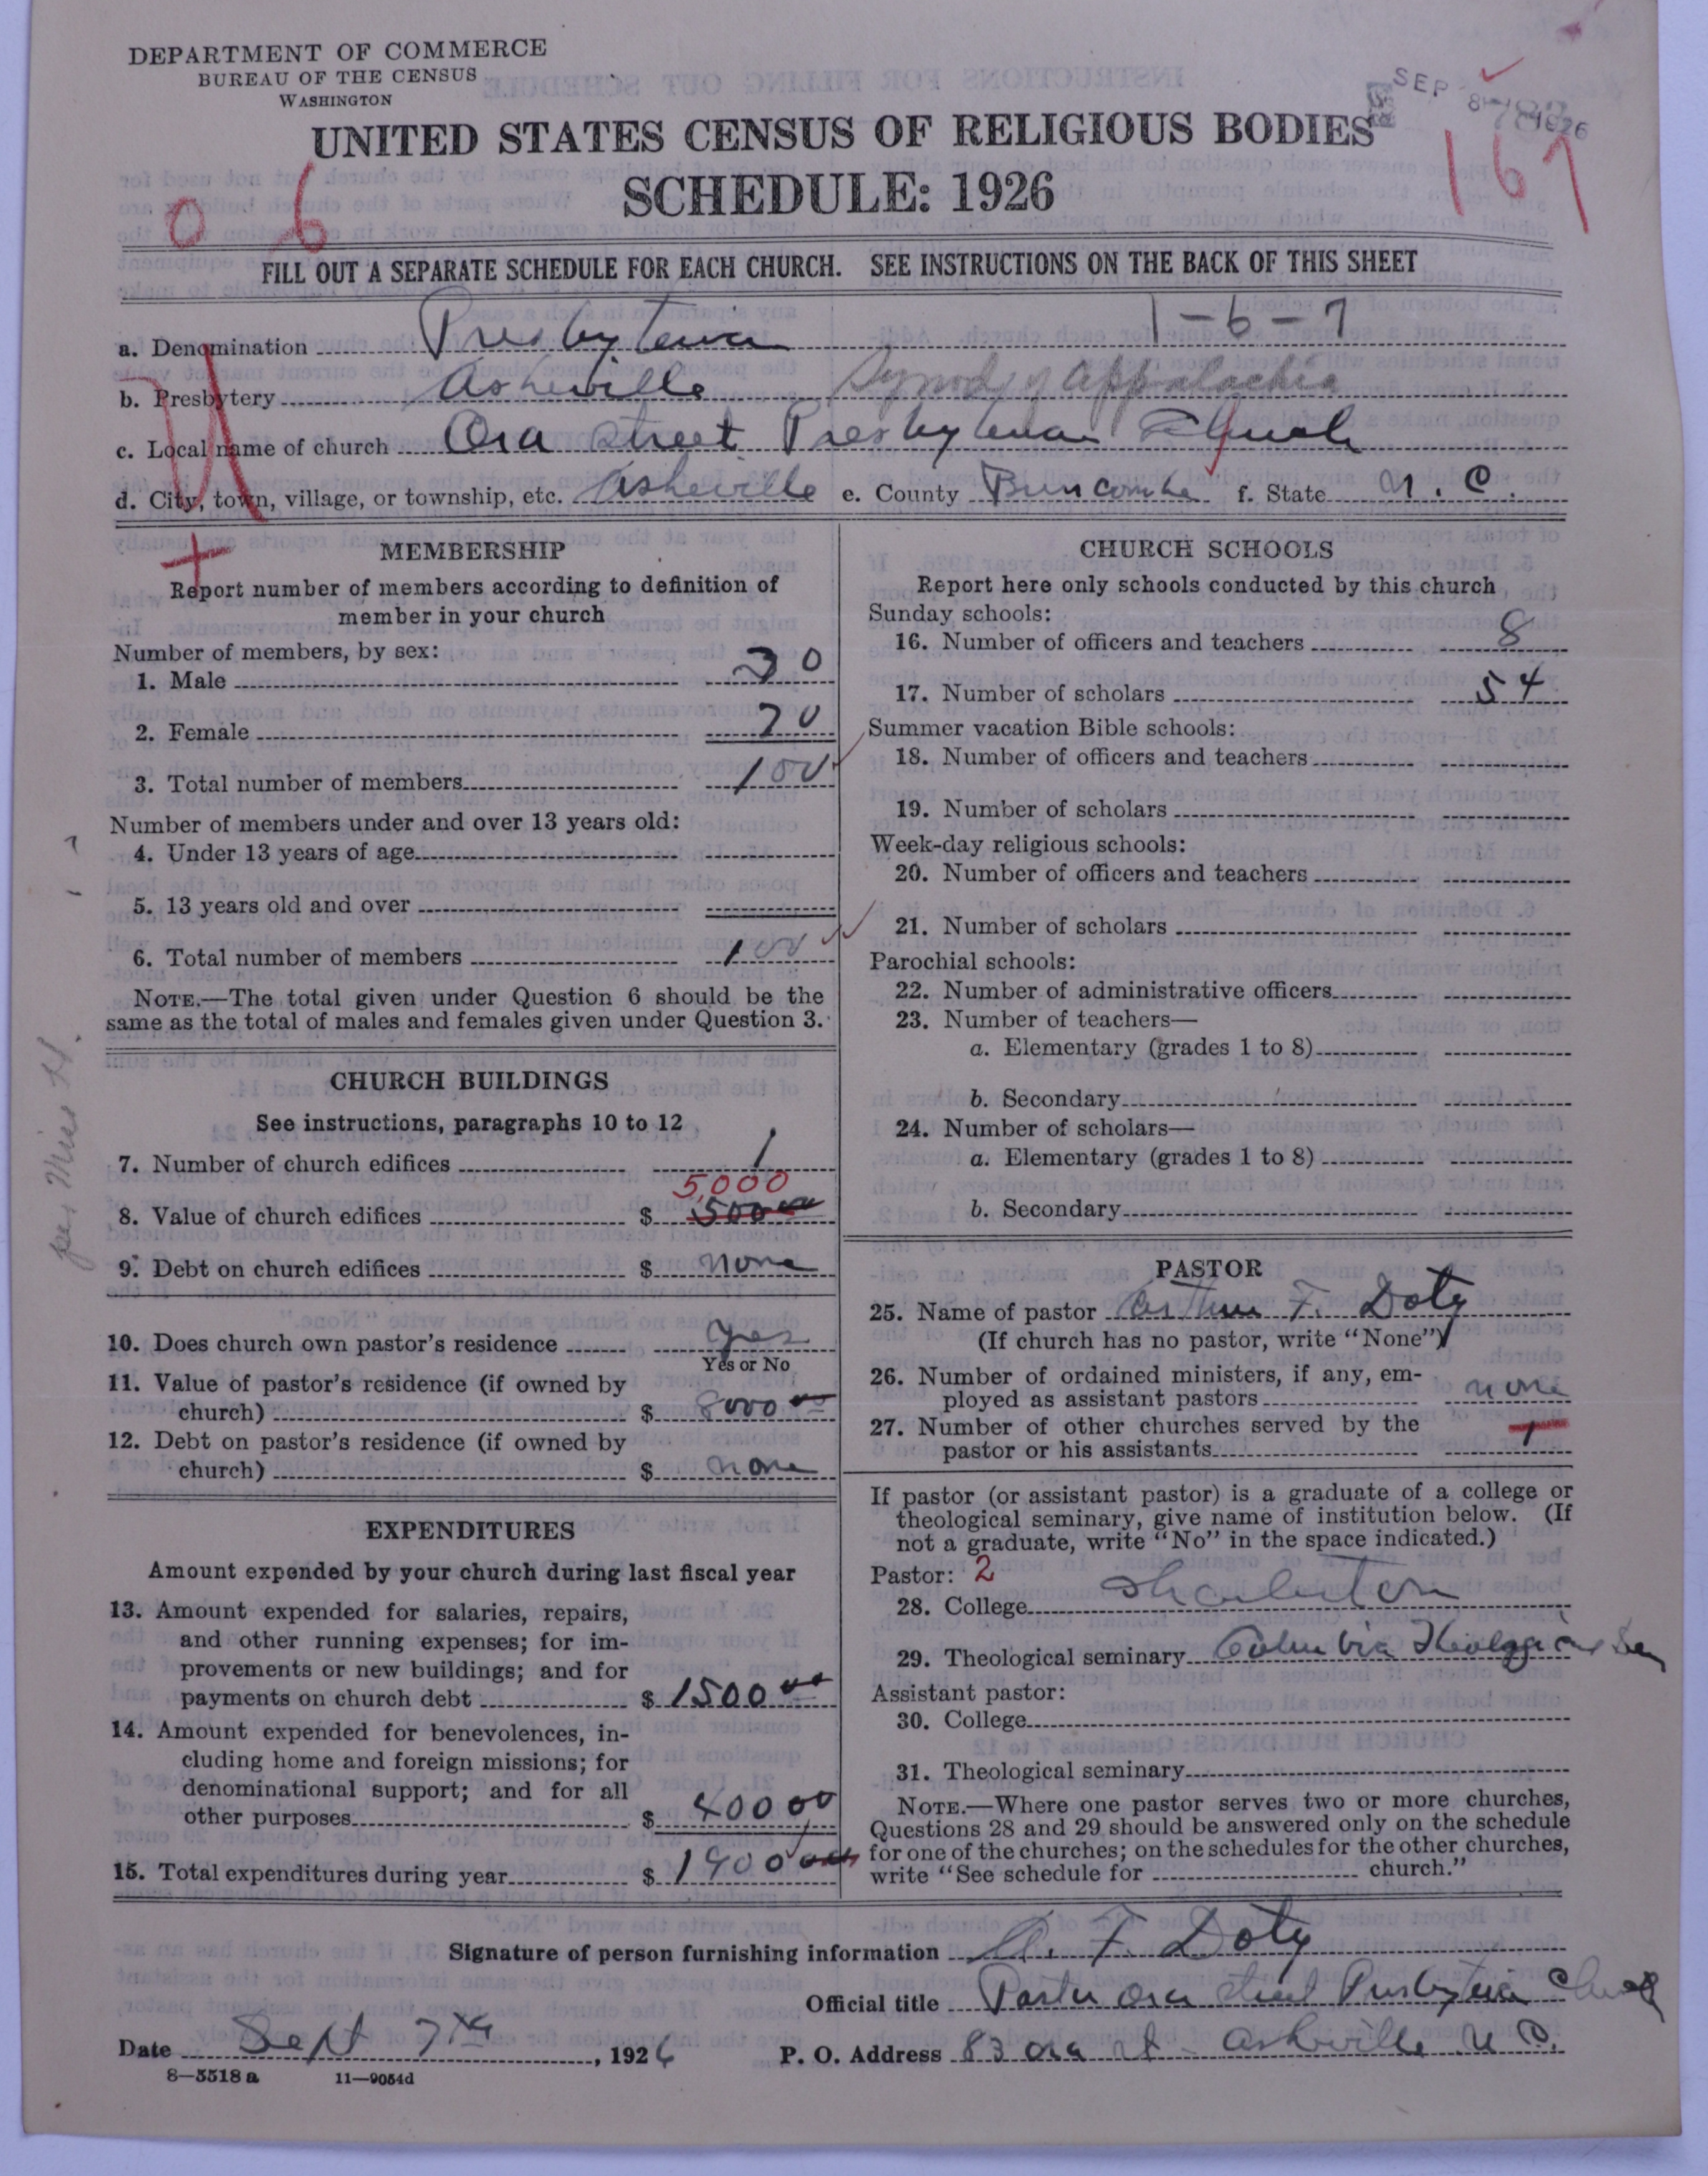 DEPARTMENT OF COMMERCE
BUREAU OF THE CENSUS
WASHINGTON
SEP 8 1926
UNITED STATES CENSUS OF RELIGIOUS BODIES
SCHEDULE: 1926
0 6
167
FILL OUT A SEPARATE SCHEDULE FOR EACH CHURCH. SEE INSTRUCTIONS ON THE BACK OF THIS SHEET
1-6-7
a. Denomination Presbyterian
b. Presbytery Asheville Synod of Appalachia
c. Local name of church Ora Street Presbyterian Church
d. City, town, village, or township, etc. Asheville e. County Buncombe f. State N. C.
MEMBERSHIP
Report number of members according to definition of
member in your church
Number of members, by sex:
1. Male 30
2. Female 70
3. Total number of members 100
Number of members under and over 13 years old:
4. Under 13 years of age
5. 13 years old and over
6. Total number of members 100
NOTE.—The total given under Question 6 should be the
same as the total of males and females given under Question 3.
CHURCH BUILDINGS
See instructions, paragraphs 10 to 12
7. Number of church edifices 1
5,000
8. Value of church edifices $ 500 00
9. Debt on church edifices $ none
10. Does church own pastor's residence yes
Yes or No
11. Value of pastor's residence (if owned by
church) $ 8000 00
12. Debt on pastor's residence (if owned by
church) $ none
EXPENDITURES
Amount expended by your church during last fiscal year
13. Amount expended for salaries, repairs,
and other running expenses; for im-
provements or new buildings; and for
payments on church debt $ 1500 00
14. Amount expended for benevolences, in-
cluding home and foreign missions; for
denominational support; and for all
other purposes $ 400 00
15. Total expenditures during year $ 1900 00
CHURCH SCHOOLS
Report here only schools conducted by this church
Sunday schools:
16. Number of officers and teachers 8
17. Number of scholars 54
Summer vacation Bible schools:
18. Number of officers and teachers
19. Number of scholars
Week-day religious schools:
20. Number of officers and teachers
21. Number of scholars
Parochial schools:
22. Number of administrative officers
23. Number of teachers—
a. Elementary (grades 1 to 8)
b. Secondary
24. Number of scholars—
a. Elementary (grades 1 to 8)
b. Secondary
PASTOR
25. Name of pastor Arthur F. Doty
(If church has no pastor, write "None")
26. Number of ordained ministers, if any, em-
ployed as assistant pastors none
27. Number of other churches served by the
pastor or his assistants 1
If pastor (or assistant pastor) is a graduate of a college or
theological seminary, give name of institution below. (If
not a graduate, write "No" in the space indicated.)
Pastor: 2
28. College
29. Theological seminary Columbia Theological Sem
Assistant pastor:
30. College
31. Theological seminary
NOTE.—Where one pastor serves two or more churches,
Questions 28 and 29 should be answered only on the schedule
for one of the churches; on the schedules for the other churches,
write "See schedule for church."
Signature of person furnishing information A. F. Doty
Official title Pastor Ora Street Presbyterian Church
Date Sept 7th, 1926 P. O. Address 83 Ora St Asheville N. C.
8—5518 a 11—9054d